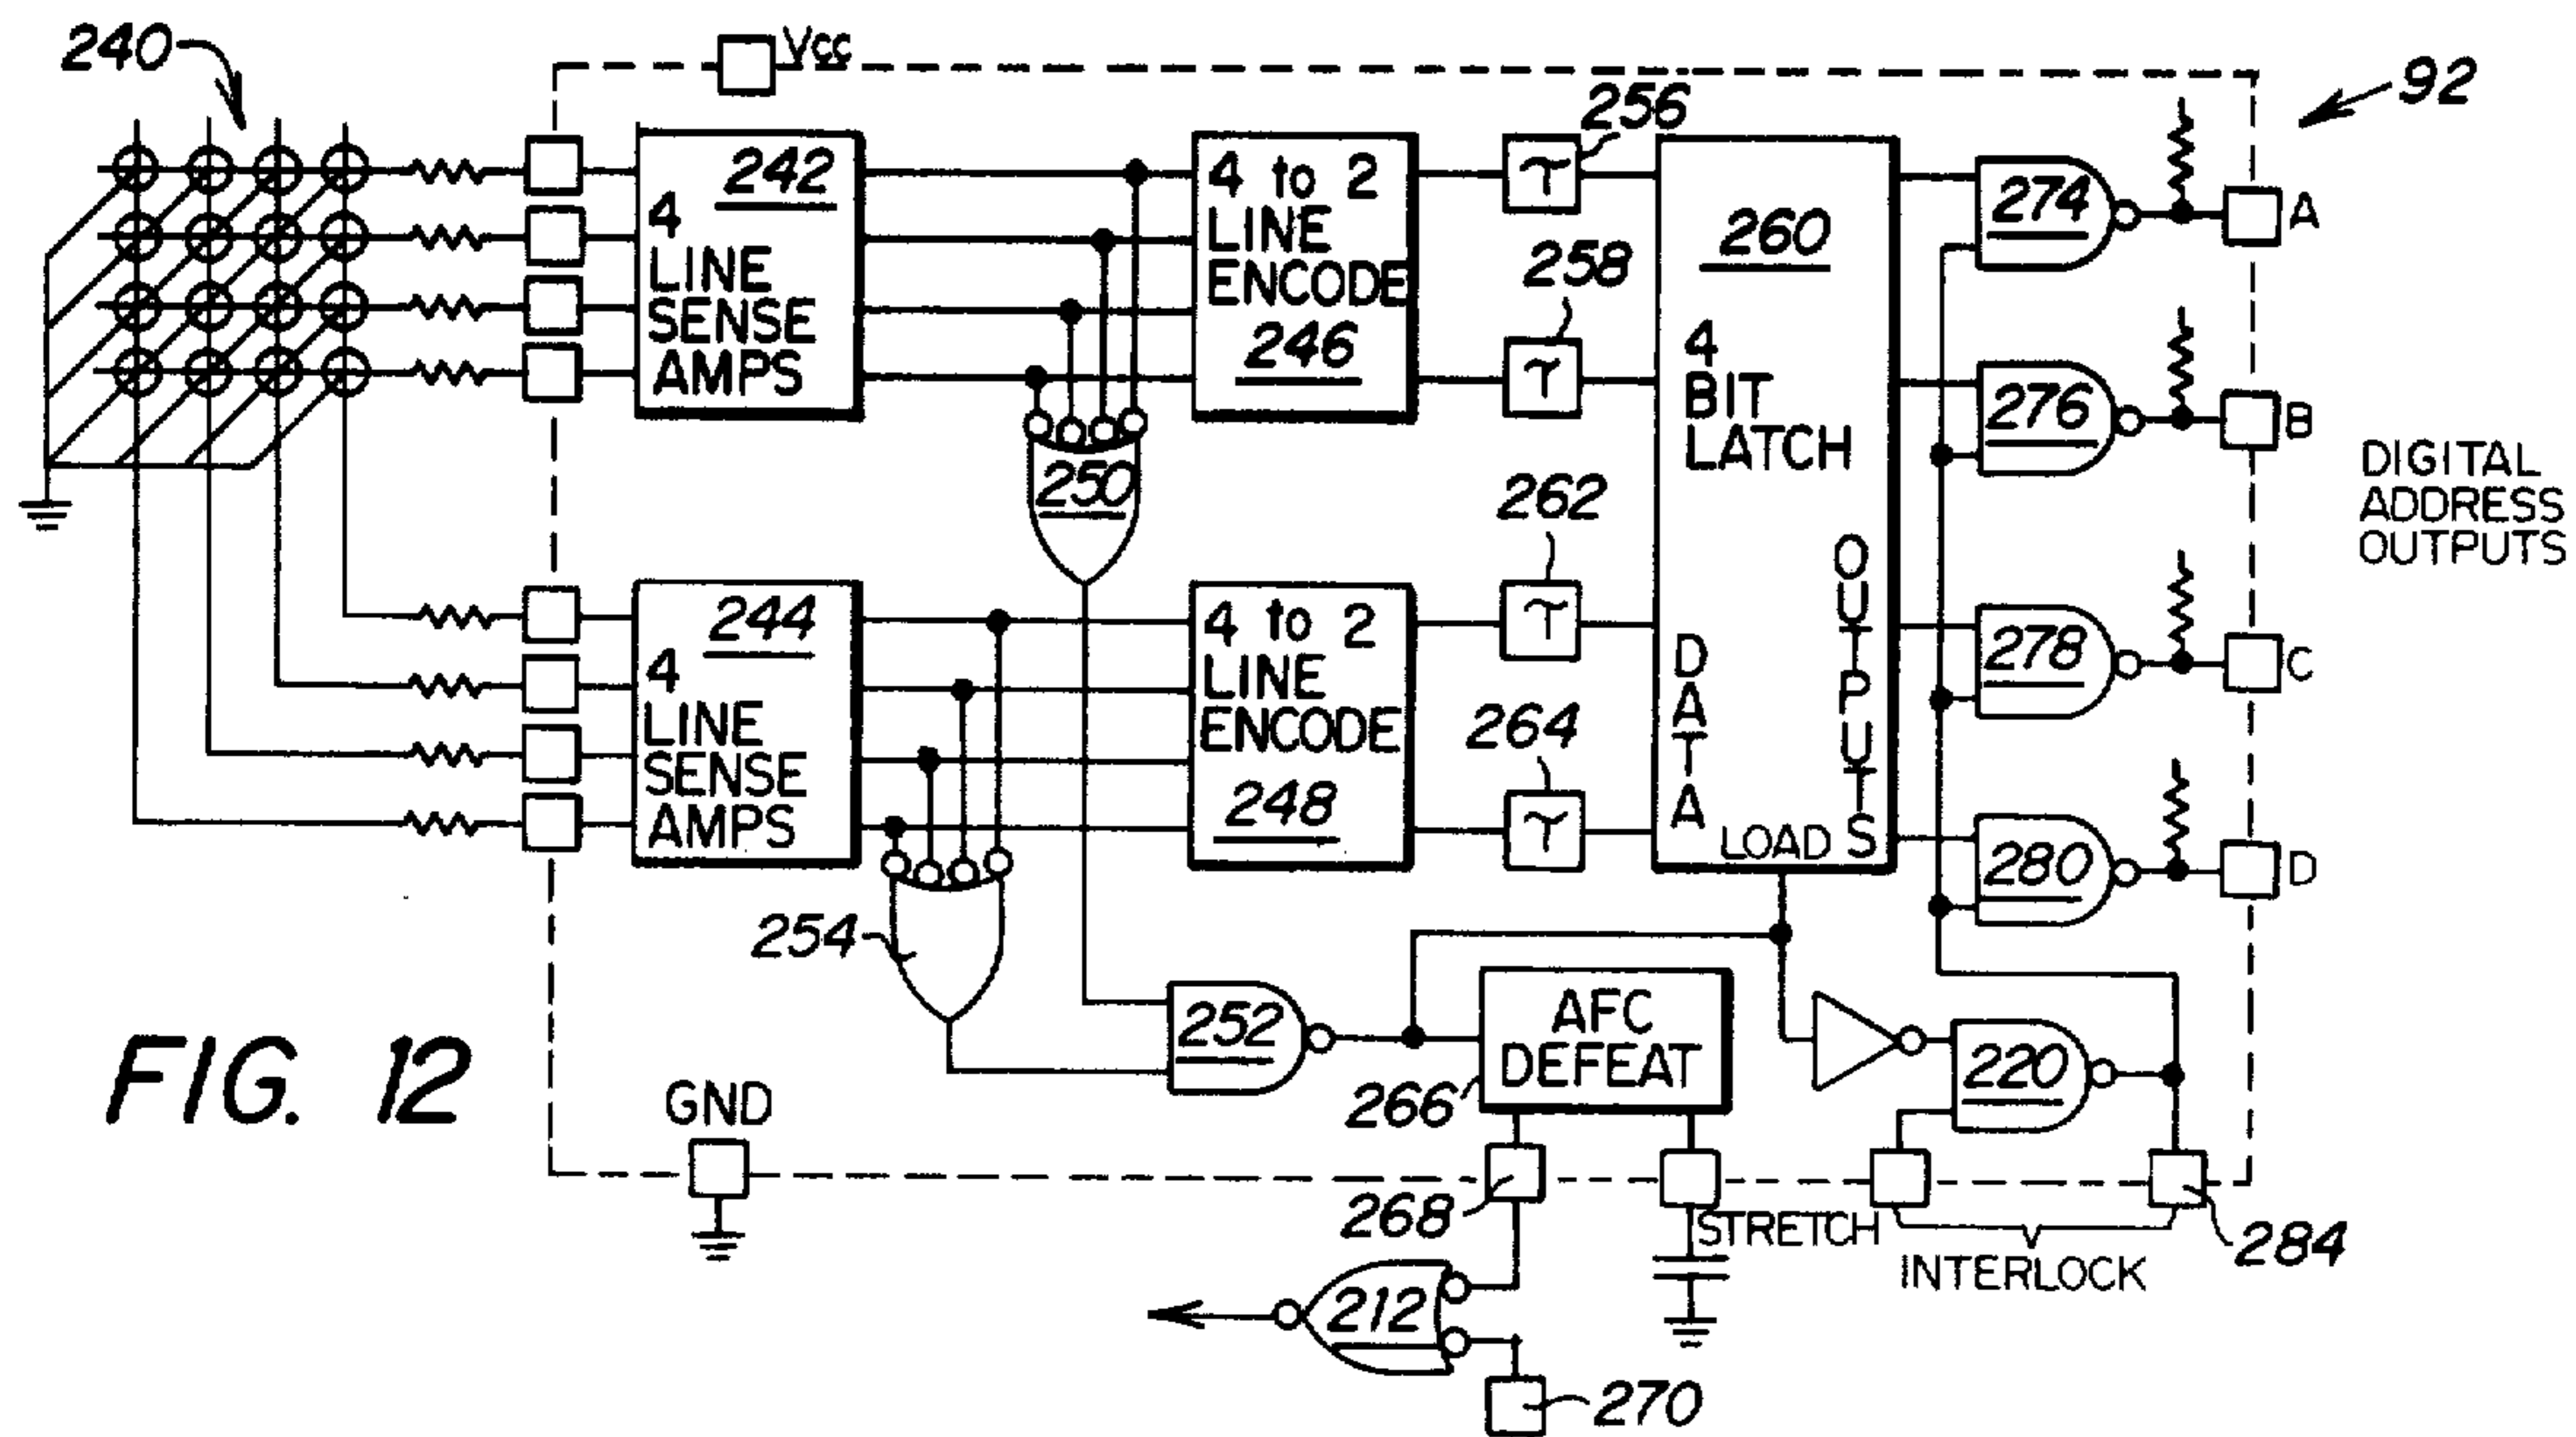 240
Vcc
92
256
242
4
LINE
SENSE
AMPS
4 to 2
LINE
ENCODE
246
τ
258
τ
260
4
BIT
LATCH
DATA
OUTPUTS
LOAD
274
A
276
B
DIGITAL
ADDRESS
OUTPUTS
250
262
τ
244
4
LINE
SENSE
AMPS
4 to 2
LINE
ENCODE
248
264
τ
278
C
280
D
254
252
AFC
DEFEAT
266
220
FIG. 12
GND
268
STRETCH
INTERLOCK
284
212
270